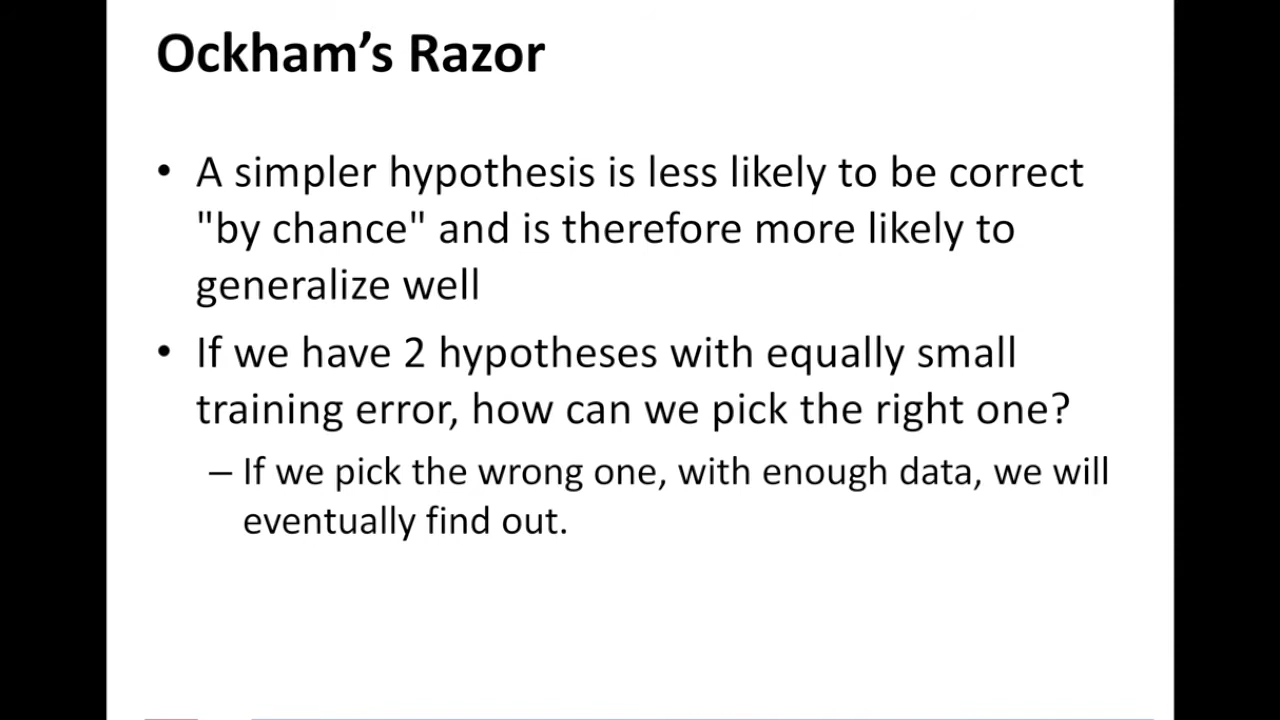 Ockham’s Razor
• A simpler hypothesis is less likely to be correct
"by chance" and is therefore more likely to
generalize well
• If we have 2 hypotheses with equally small
training error, how can we pick the right one?
– If we pick the wrong one, with enough data, we will
eventually find out.